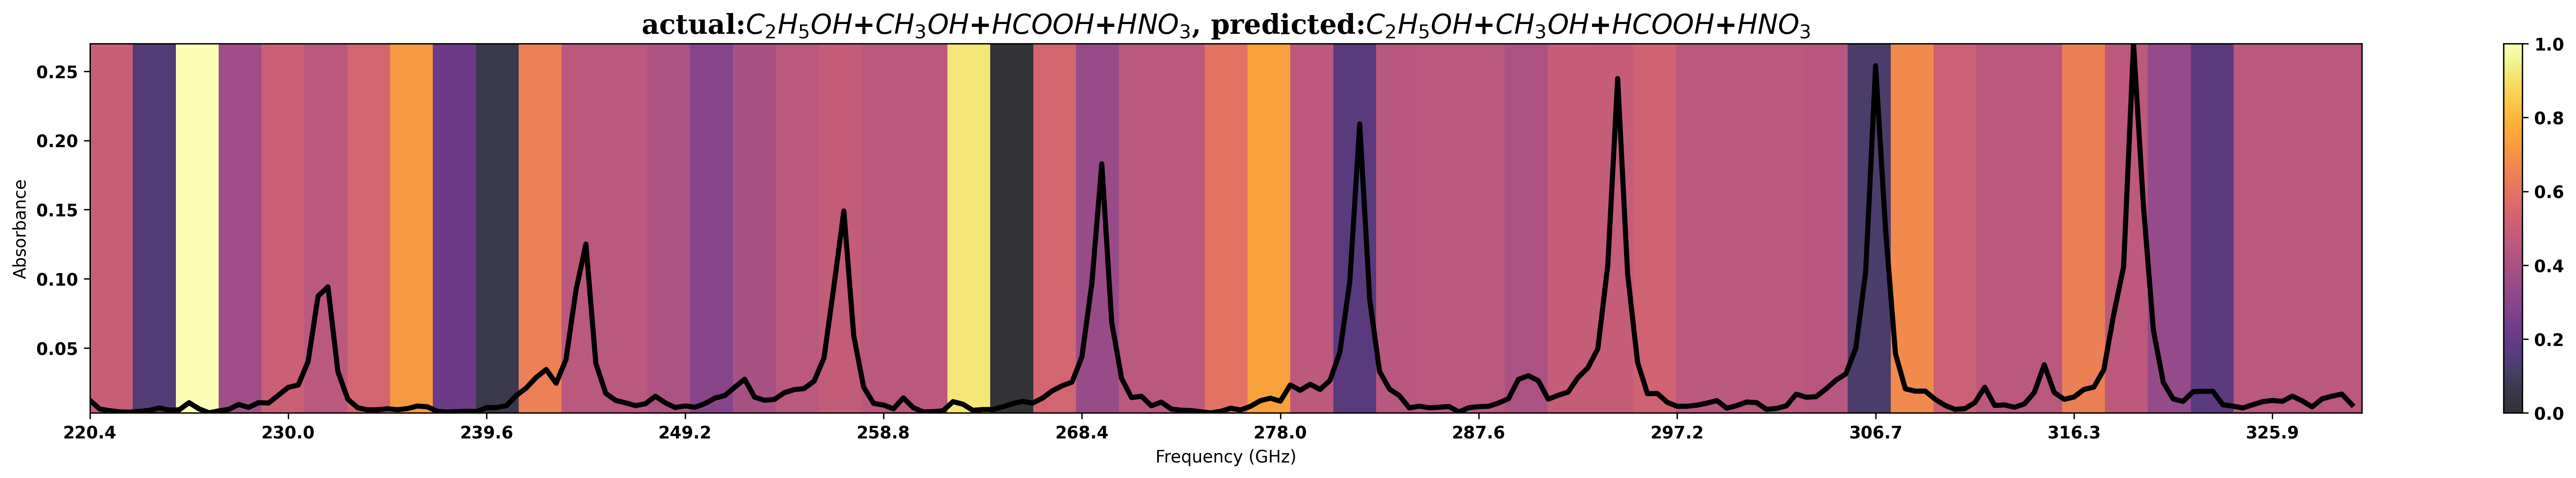 actual:C₂H₅OH+CH₃OH+HCOOH+HNO₃, predicted:C₂H₅OH+CH₃OH+HCOOH+HNO₃
0.25
0.20
0.15
0.10
0.05
Absorbance
220.4 230.0 239.6 249.2 258.8 268.4 278.0 287.6 297.2 306.7 316.3 325.9
Frequency (GHz)
1.0
0.8
0.6
0.4
0.2
0.0